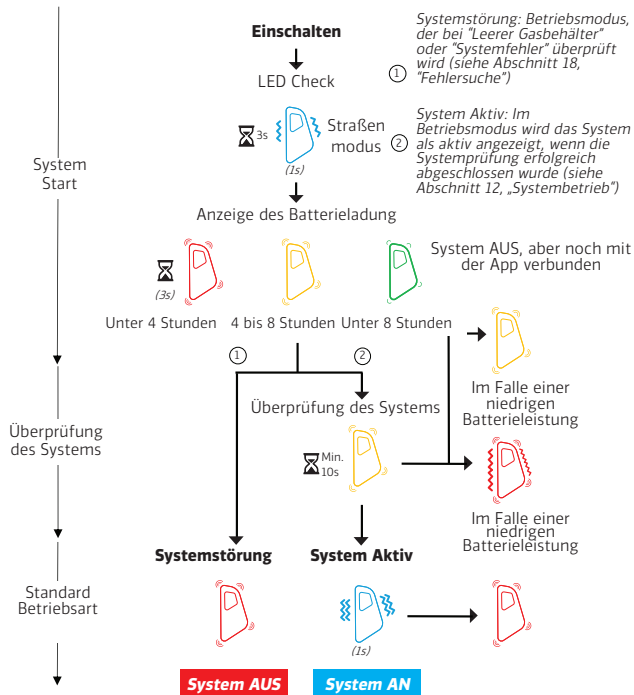 Einschalten
LED Check
3s
Straßen
modus
(1s)
Systemstörung: Betriebsmodus,
der bei "Leerer Gasbehälter"
oder "Systemfehler" überprüft
1
wird (siehe Abschnitt 18,
"Fehlersuche")
System Aktiv: Im
2
Betriebsmodus wird das System
als aktiv angezeigt, wenn die
Systemprüfung erfolgreich
abgeschlossen wurde (siehe
Abschnitt 12, „Systembetrieb")
System
Start
Anzeige des Batterieladung
(3s)
System AUS, aber noch mit
der App verbunden
Unter 4 Stunden
4 bis 8 Stunden
Unter 8 Stunden
1
2
Im Falle einer
niedrigen
Batterieleistung
Überprüfung
des Systems
Überprüfung des Systems
Min.
10s
Im Falle einer
niedrigen
Batterieleistung
Systemstörung
System Aktiv
Standard
Betriebsart
(1s)
System AUS
System AN